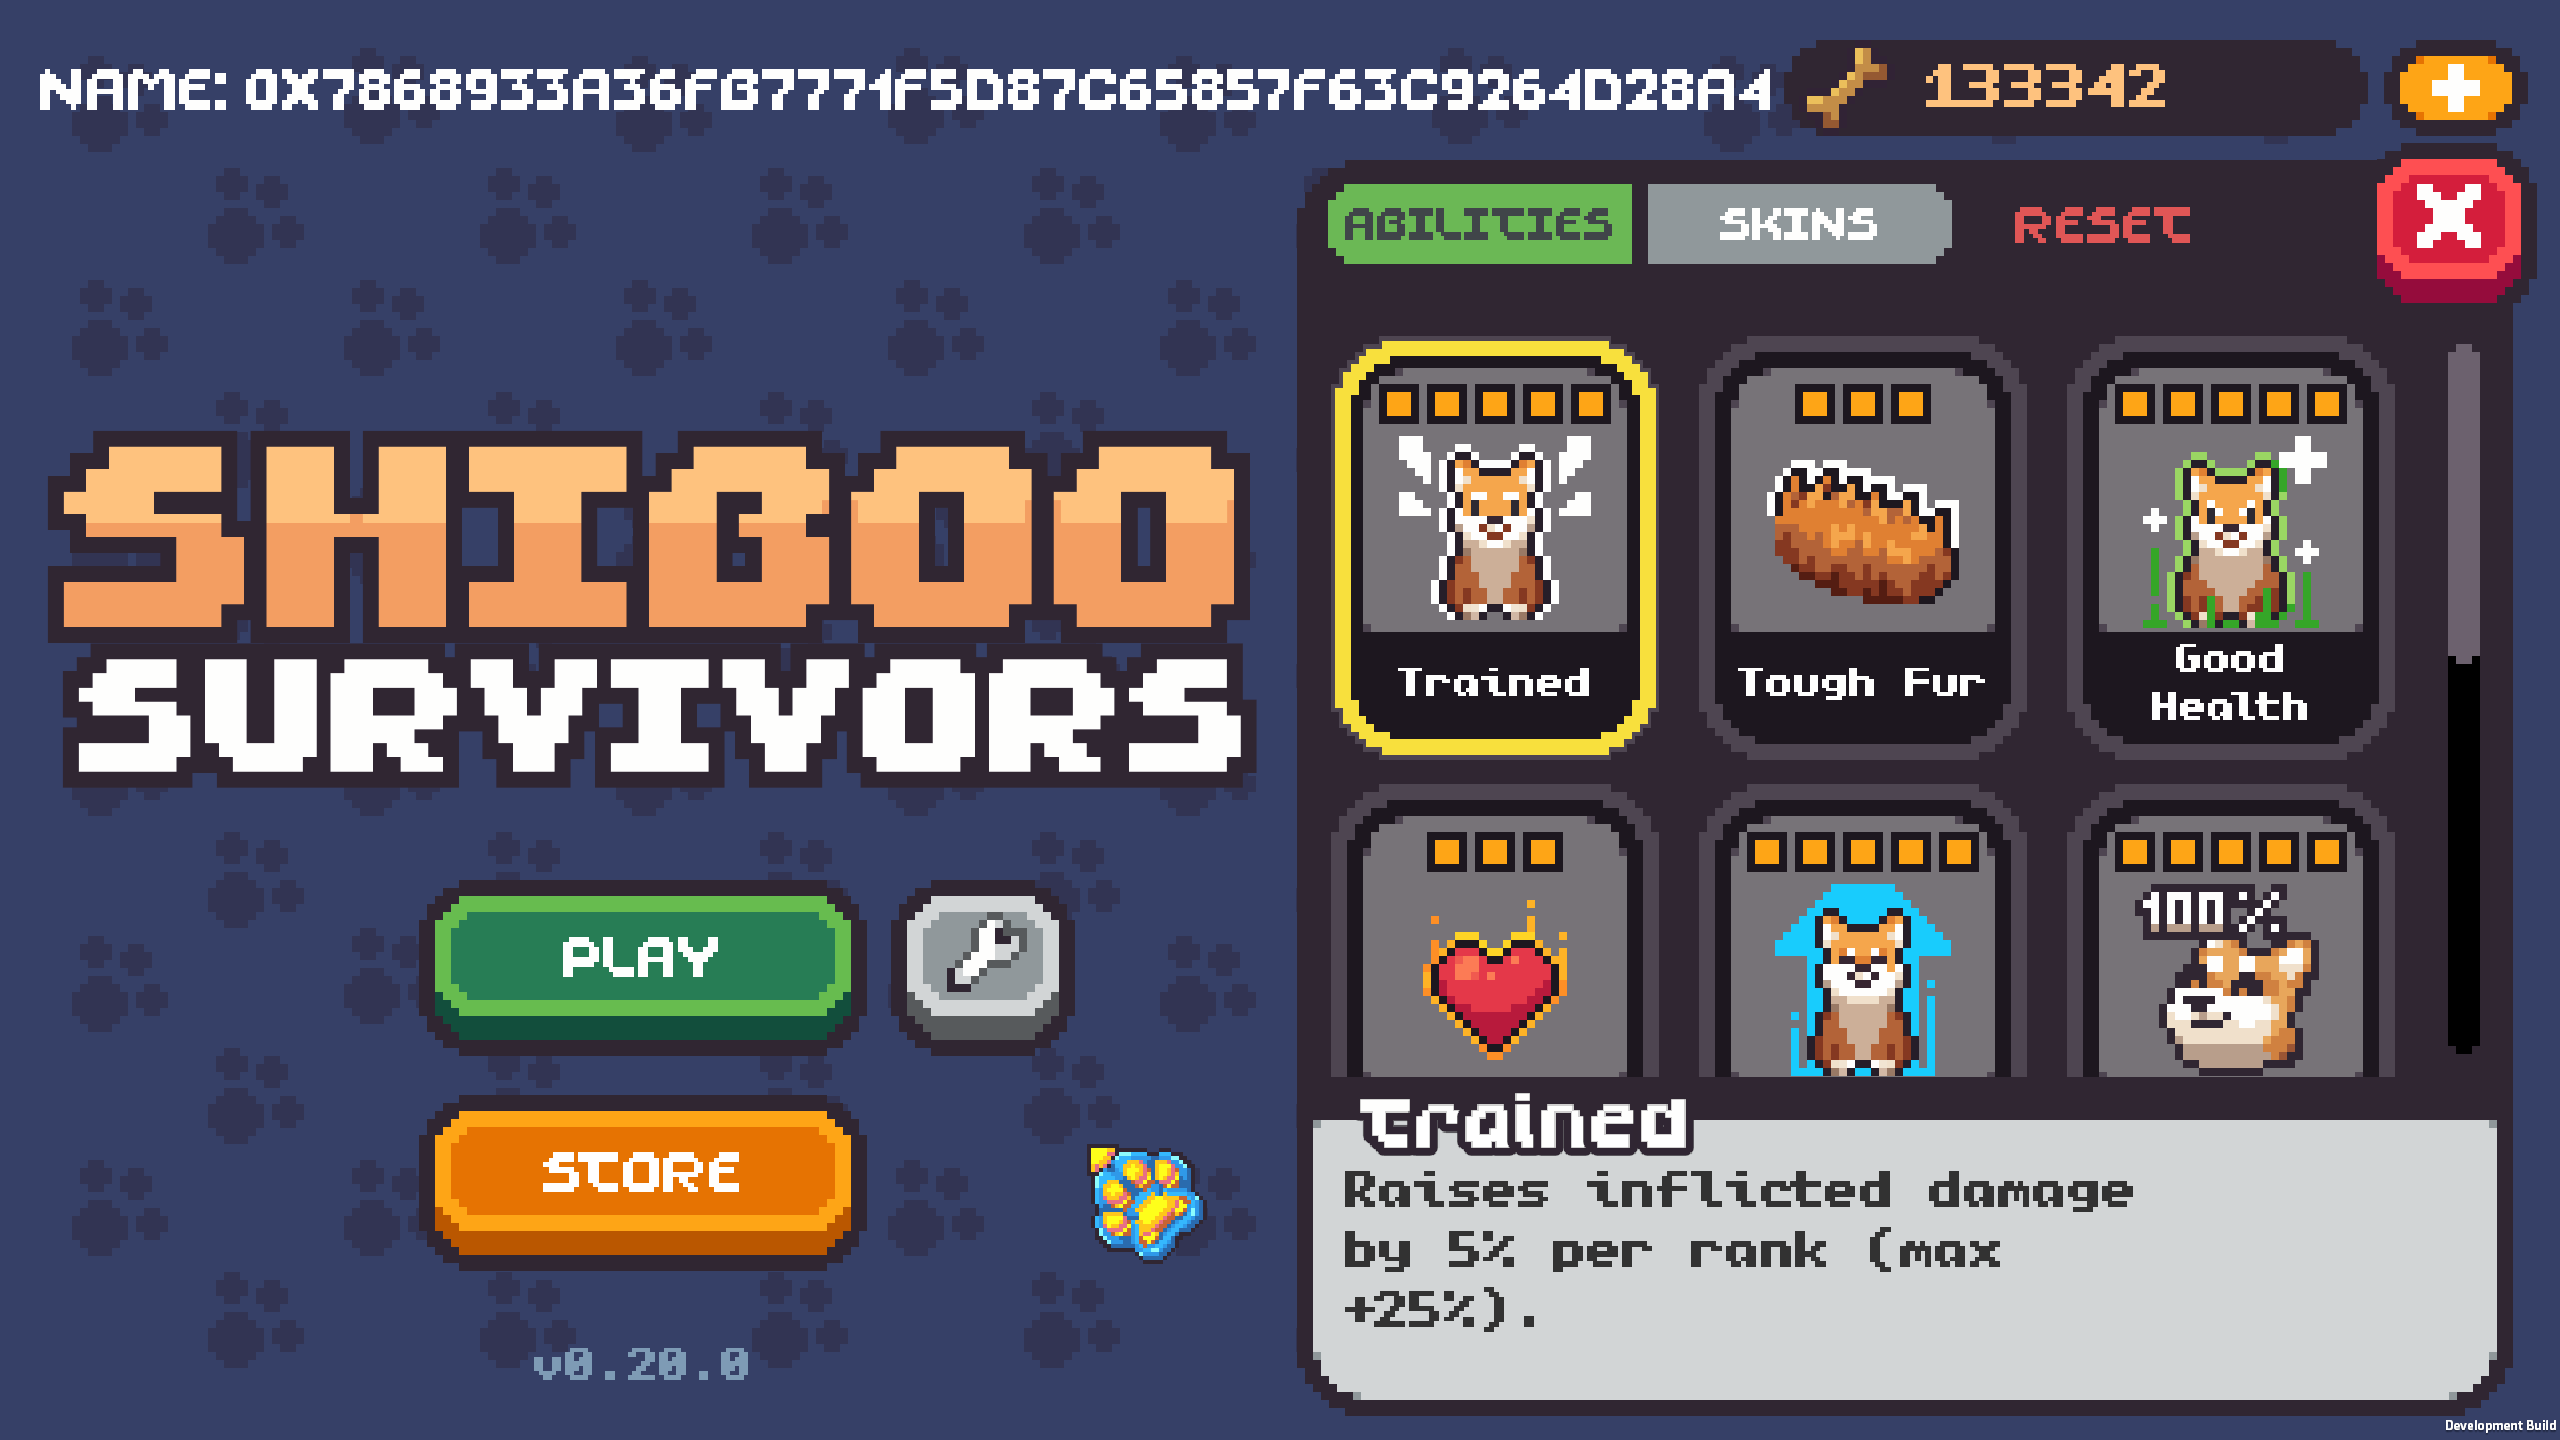 NAME: 0X7868933A36FB7771F5D87C65857F63C9264D28A4
133342
ABILITIES
SKINS
RESET
SHIBOO
SURVIVORS
Trained
Tough Fur
Good
Health
100%
PLAY
STORE
v0.20.0
Trained
Raises inflicted damage
by 5% per rank (max
+25%).
Development Build